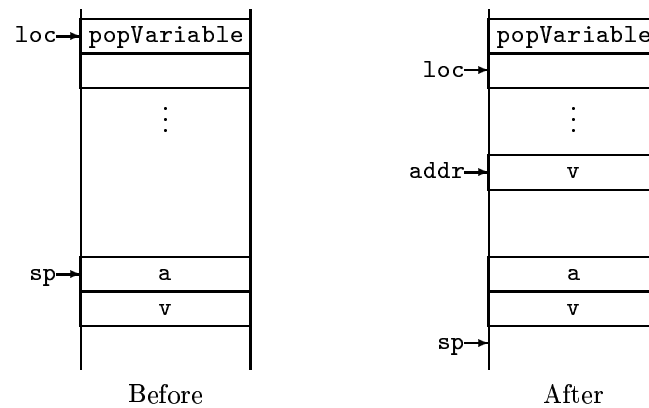 loc popVariable popVariable
loc
⋮ ⋮
addr v
sp a a
v v
sp
Before After